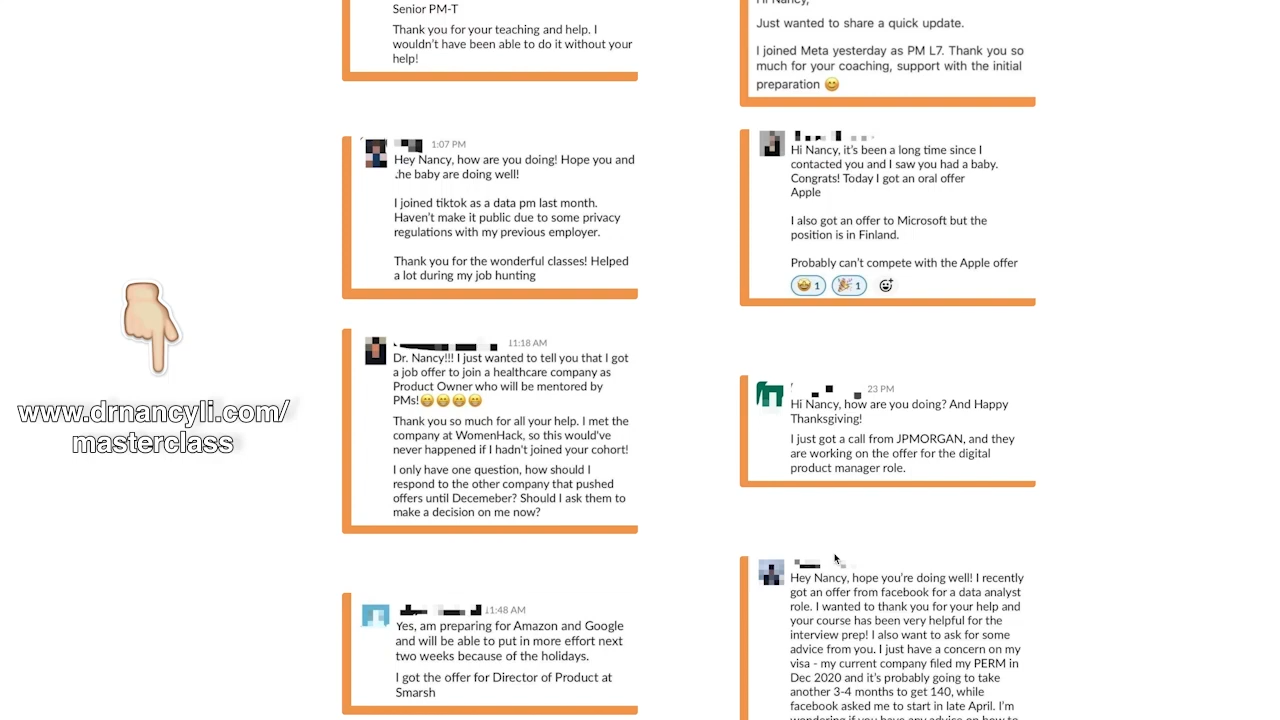 Senior PM-T
Thank you for your teaching and help. I
wouldn't have been able to do it without your
help!
1:07 PM
Hey Nancy, how are you doing! Hope you and
the baby are doing well!
I joined tiktok as a data pm last month.
Haven't make it public due to some privacy
regulations with my previous employer.
Thank you for the wonderful classes! Helped
a lot during my job hunting
11:18 AM
Dr. Nancy!!! I just wanted to tell you that I got
a job offer to join a healthcare company as
Product Owner who will be mentored by
PMs!😁😁😁😁
Thank you so much for all your help. I met the
company at WomenHack, so this would've
never happened if I hadn't joined your cohort!
I only have one question, how should I
respond to the other company that pushed
offers until Decemeber? Should I ask them to
make a decision on me now?
11:48 AM
Yes, am preparing for Amazon and Google
and will be able to put in more effort next
two weeks because of the holidays.
I got the offer for Director of Product at
Smarsh
www.drnancyli.com/
masterclass
Hi Nancy,
Just wanted to share a quick update.
I joined Meta yesterday as PM L7. Thank you so
much for your coaching, support with the initial
preparation 😊
Hi Nancy, it's been a long time since I
contacted you and I saw you had a baby.
Congrats! Today I got an oral offer
Apple
I also got an offer to Microsoft but the
position is in Finland.
Probably can't compete with the Apple offer
🤩 1 🎉 1
23 PM
Hi Nancy, how are you doing? And Happy
Thanksgiving!
I just got a call from JPMORGAN, and they
are working on the offer for the digital
product manager role.
Hey Nancy, hope you're doing well! I recently
got an offer from facebook for a data analyst
role. I wanted to thank you for your help and
your course has been very helpful for the
interview prep! I also want to ask for some
advice from you. I just have a concern on my
visa - my current company filed my PERM in
Dec 2020 and it's probably going to take
another 3-4 months to get 140, while
facebook asked me to start in late April. I'm
wondering if you have any advice on how to